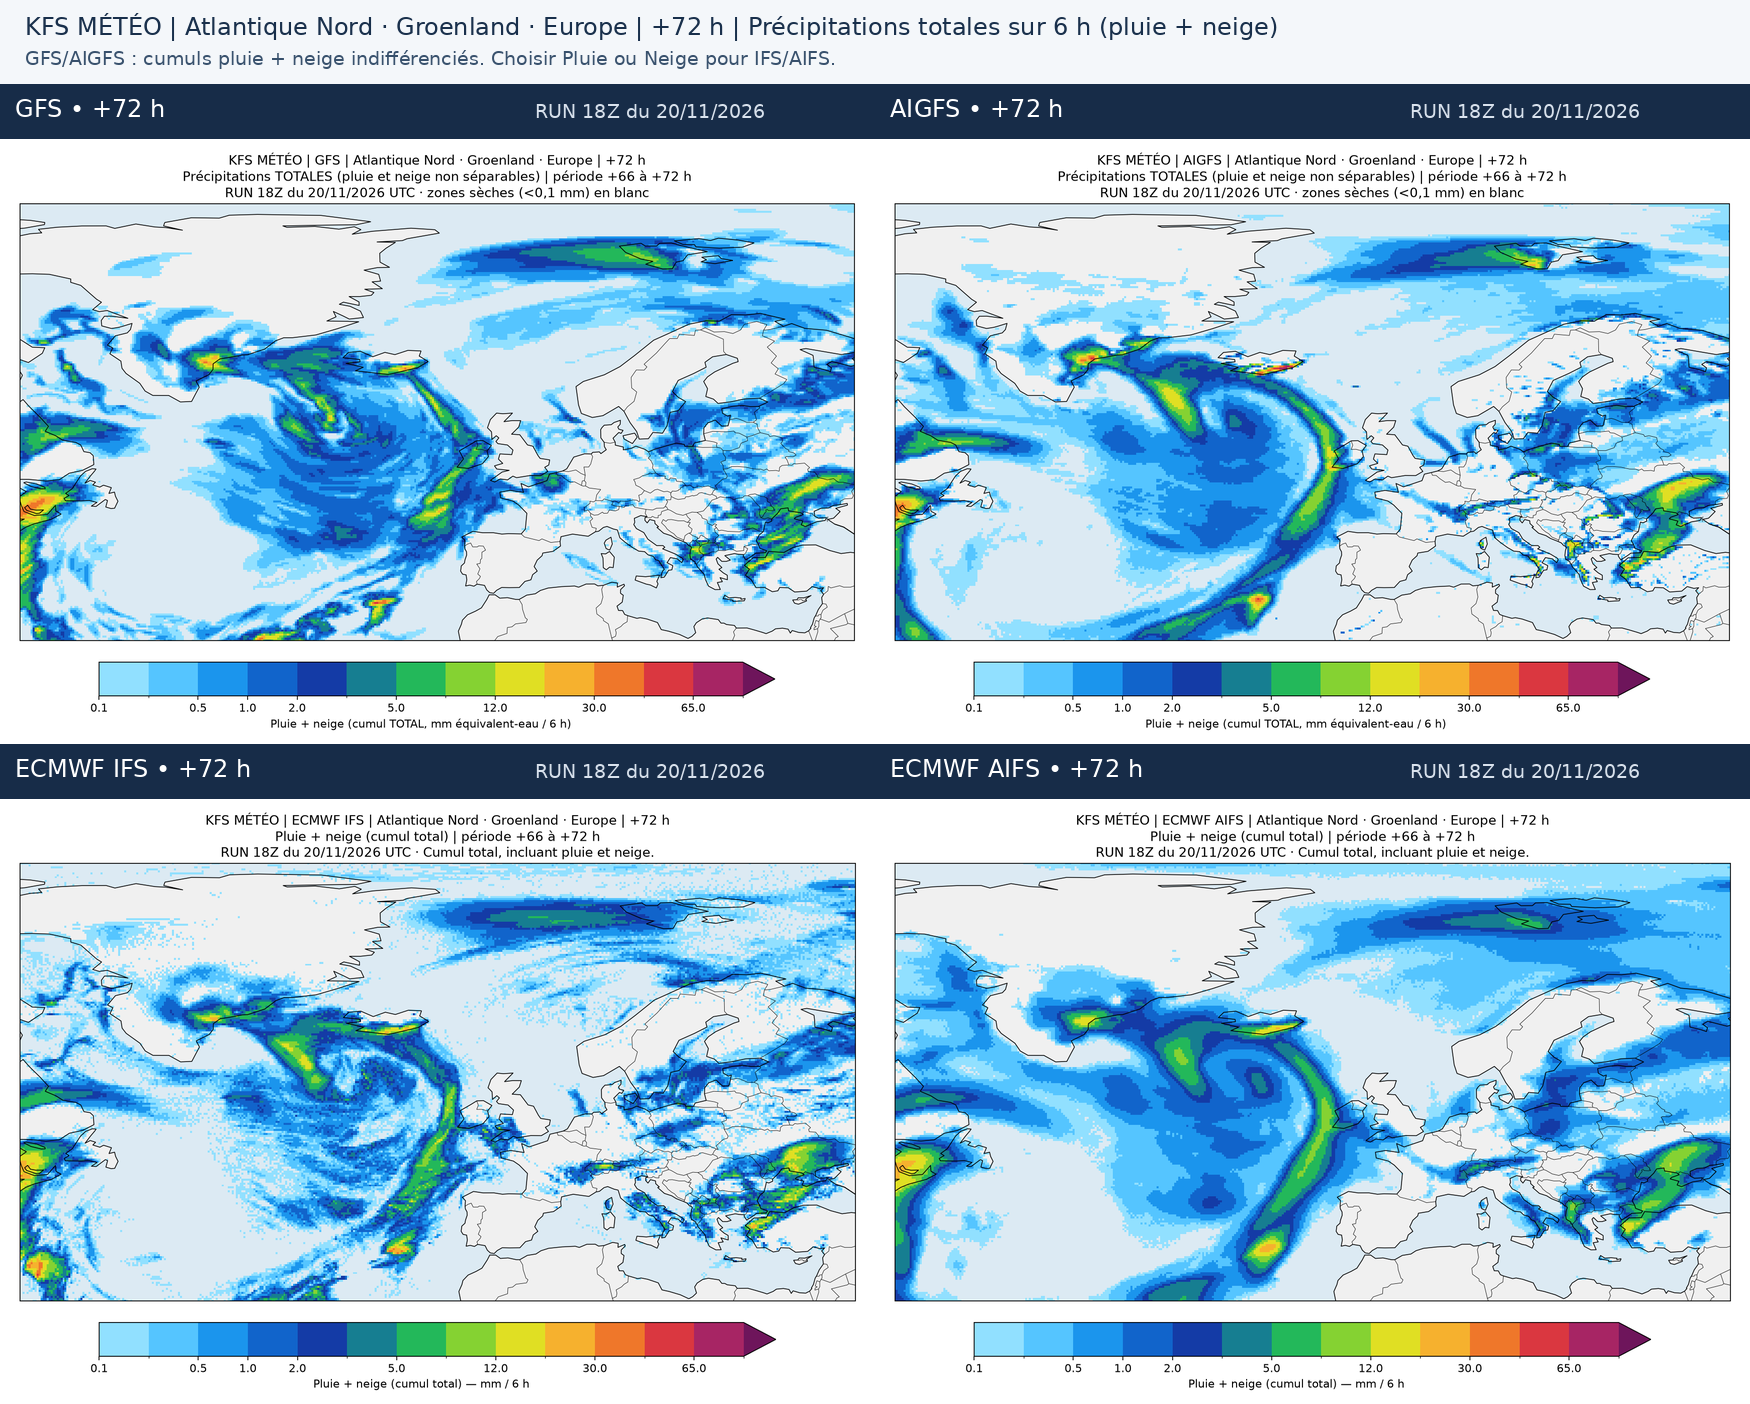 KFS MÉTÉO | Atlantique Nord · Groenland · Europe | +72 h | Précipitations totales sur 6 h (pluie + neige)
GFS/AIGFS : cumuls pluie + neige indifférenciés. Choisir Pluie ou Neige pour IFS/AIFS.
GFS • +72 h
RUN 18Z du 20/11/2026
KFS MÉTÉO | GFS | Atlantique Nord · Groenland · Europe | +72 h
Précipitations TOTALES (pluie et neige non séparables) | période +66 à +72 h
RUN 18Z du 20/11/2026 UTC · zones sèches (<0,1 mm) en blanc
0.1 0.5 1.0 2.0 5.0 12.0 30.0 65.0
Pluie + neige (cumul TOTAL, mm équivalent-eau / 6 h)
AIGFS • +72 h
RUN 18Z du 20/11/2026
KFS MÉTÉO | AIGFS | Atlantique Nord · Groenland · Europe | +72 h
Précipitations TOTALES (pluie et neige non séparables) | période +66 à +72 h
RUN 18Z du 20/11/2026 UTC · zones sèches (<0,1 mm) en blanc
0.1 0.5 1.0 2.0 5.0 12.0 30.0 65.0
Pluie + neige (cumul TOTAL, mm équivalent-eau / 6 h)
ECMWF IFS • +72 h
RUN 18Z du 20/11/2026
KFS MÉTÉO | ECMWF IFS | Atlantique Nord · Groenland · Europe | +72 h
Pluie + neige (cumul total) | période +66 à +72 h
RUN 18Z du 20/11/2026 UTC · Cumul total, incluant pluie et neige.
0.1 0.5 1.0 2.0 5.0 12.0 30.0 65.0
Pluie + neige (cumul total) — mm / 6 h
ECMWF AIFS • +72 h
RUN 18Z du 20/11/2026
KFS MÉTÉO | ECMWF AIFS | Atlantique Nord · Groenland · Europe | +72 h
Pluie + neige (cumul total) | période +66 à +72 h
RUN 18Z du 20/11/2026 UTC · Cumul total, incluant pluie et neige.
0.1 0.5 1.0 2.0 5.0 12.0 30.0 65.0
Pluie + neige (cumul total) — mm / 6 h